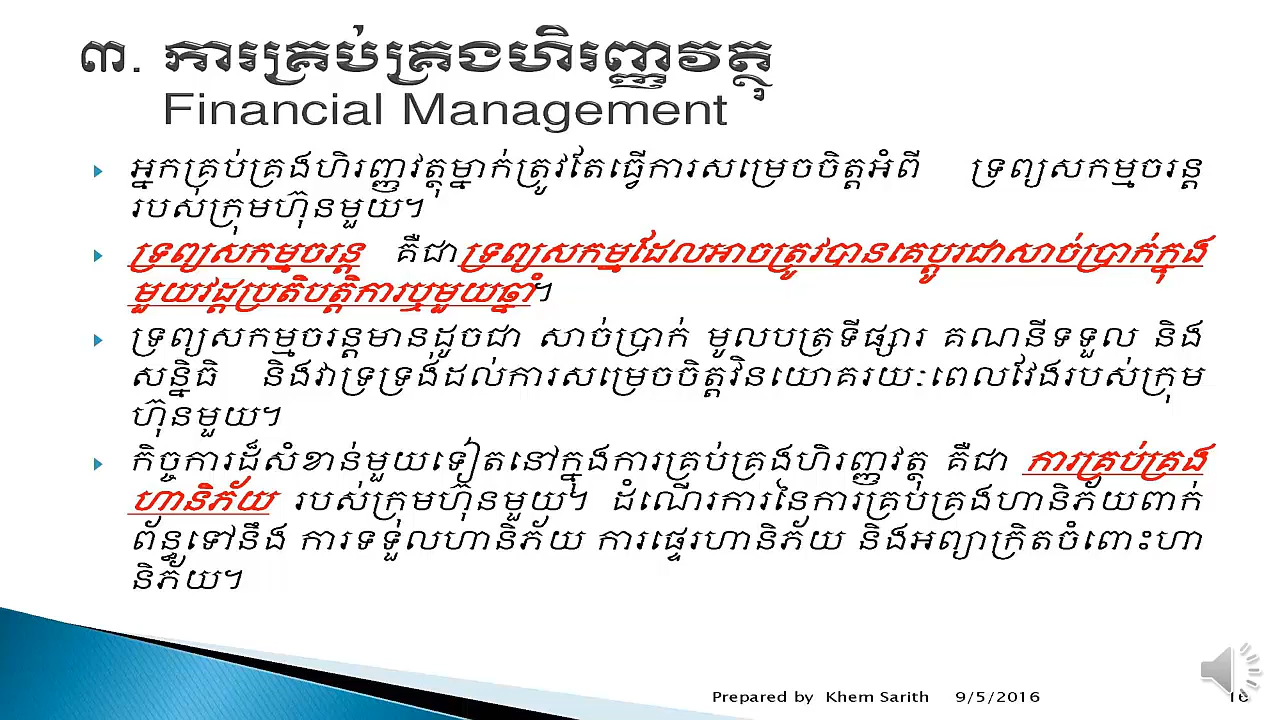 ៣. ការគ្រប់គ្រងហិរញ្ញវត្ថុ
Financial Management
អ្នកគ្រប់គ្រងហិរញ្ញវត្ថុម្នាក់ត្រូវតែធ្វើការសម្រេចចិត្តអំពី ទ្រព្យសកម្មចរន្ត
របស់ក្រុមហ៊ុនមួយ។
ទ្រព្យសកម្មចរន្ត គឺជាទ្រព្យសកម្មដែលអាចត្រូវបានគេប្តូរជាសាច់ប្រាក់ក្នុង
មួយវដ្តប្រតិបត្តិការឬមួយឆ្នាំ។
ទ្រព្យសកម្មចរន្តមានដូចជា សាច់ប្រាក់ មូលបត្រទីផ្សារ គណនីទទួល និង
សន្និធិ និងវាទ្រទ្រង់ដល់ការសម្រេចចិត្តវិនយោគរយៈពេលវែងរបស់ក្រុម
ហ៊ុនមួយ។
កិច្ចការដ៏សំខាន់មួយទៀតនៅក្នុងការគ្រប់គ្រងហិរញ្ញវត្ថុ គឺជា ការគ្រប់គ្រង
ហានិភ័យ របស់ក្រុមហ៊ុនមួយ។ ដំណើរការនៃការគ្រប់គ្រងហានិភ័យពាក់
ព័ន្ធទៅនឹង ការទទួលហានិភ័យ ការផ្ទេរហានិភ័យ និងអព្យាក្រិតចំពោះហា
និភ័យ។
Prepared by Khem Sarith 9/5/2016